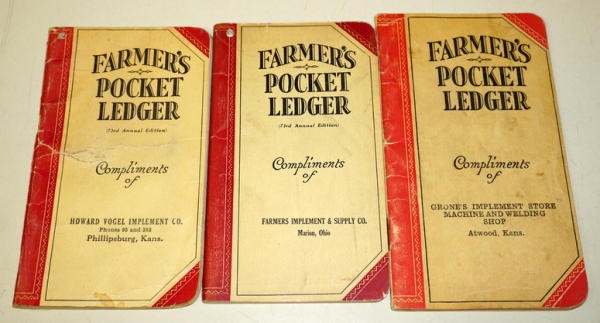 FARMER'S
POCKET
LEDGER
(73rd Annual Edition)
Compliments
of
HOWARD VOGEL IMPLEMENT CO.
Phones 95 and
Phillipsburg, Kans.
FARMER'S
POCKET
LEDGER
(73rd Annual Edition)
Compliments
of
FARMERS IMPLEMENT & SUPPLY CO.
Marion, Ohio
FARMER'S
POCKET
LEDGER
Compliments
of
GRONE'S IMPLEMENT STORE
MACHINE AND WELDING
SHOP
Atwood, Kans.